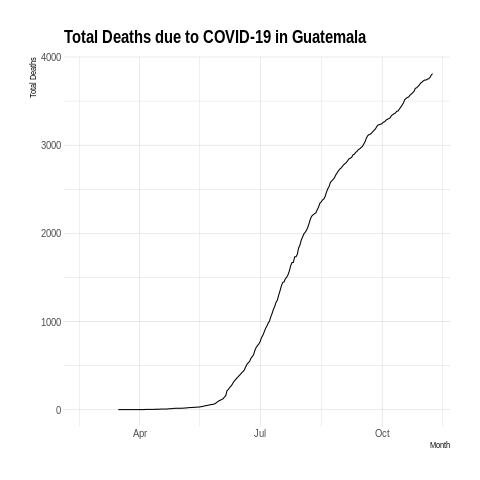 Total Deaths due to COVID-19 in Guatemala
Total Deaths
4000
3000
2000
1000
0
Apr
Jul
Oct
Month